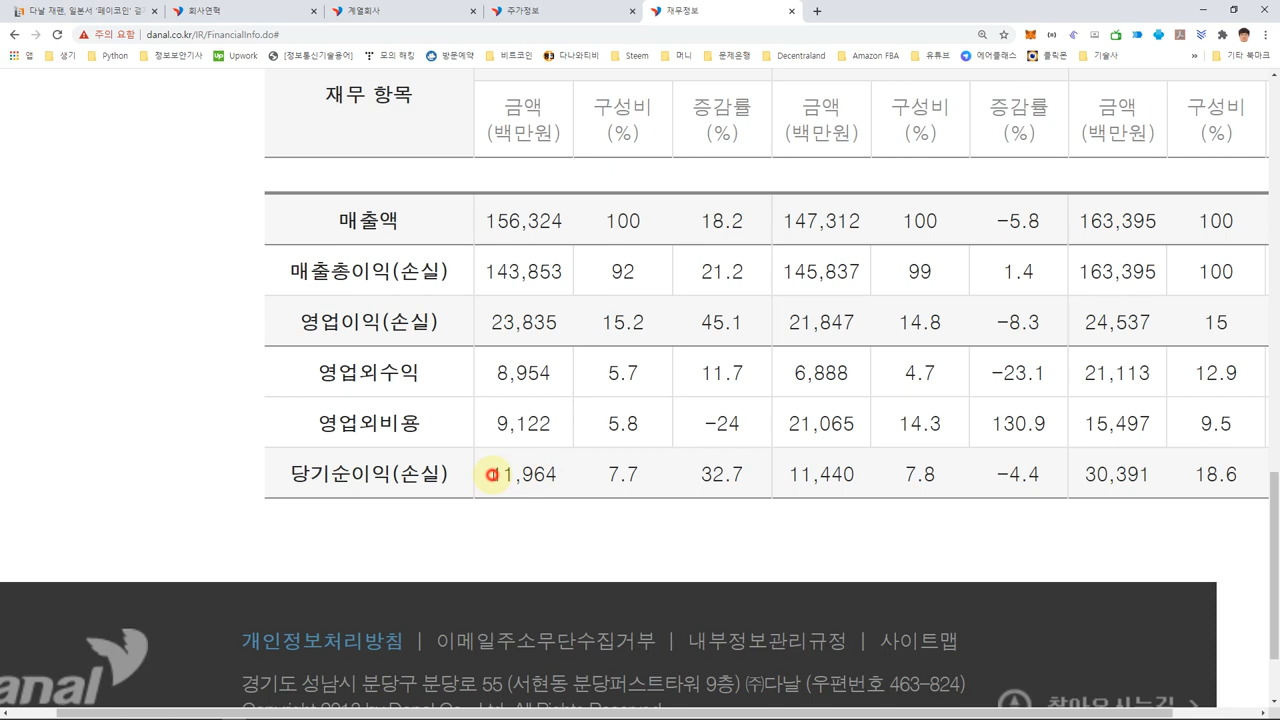 다날 재팬, 일본서 '페이코인' 결 회사연혁 계열회사 주가정보 재무정보
주의 요함 danal.co.kr/IR/FinancialInfo.do#
앱 생기 Python 정보보안기사 Upwork [정보통신기술용어] 모의 해킹 방문예약 비트코인 다나와티비 Steem 머니 문제은행 Decentraland Amazon FBA 유튜브 에어클래스 클릭몬 기술사 » 기타 북마크
재무 항목 금액 (백만원) 구성비 (%) 증감률 (%) 금액 (백만원) 구성비 (%) 증감률 (%) 금액 (백만원) 구성비 (%)
매출액 156,324 100 18.2 147,312 100 -5.8 163,395 100
매출총이익(손실) 143,853 92 21.2 145,837 99 1.4 163,395 100
영업이익(손실) 23,835 15.2 45.1 21,847 14.8 -8.3 24,537 15
영업외수익 8,954 5.7 11.7 6,888 4.7 -23.1 21,113 12.9
영업외비용 9,122 5.8 -24 21,065 14.3 130.9 15,497 9.5
당기순이익(손실) 11,964 7.7 32.7 11,440 7.8 -4.4 30,391 18.6
개인정보처리방침 | 이메일주소무단수집거부 | 내부정보관리규정 | 사이트맵
경기도 성남시 분당구 분당로 55 (서현동 분당퍼스트타워 9층) ㈜다날 (우편번호 463-824)
anal